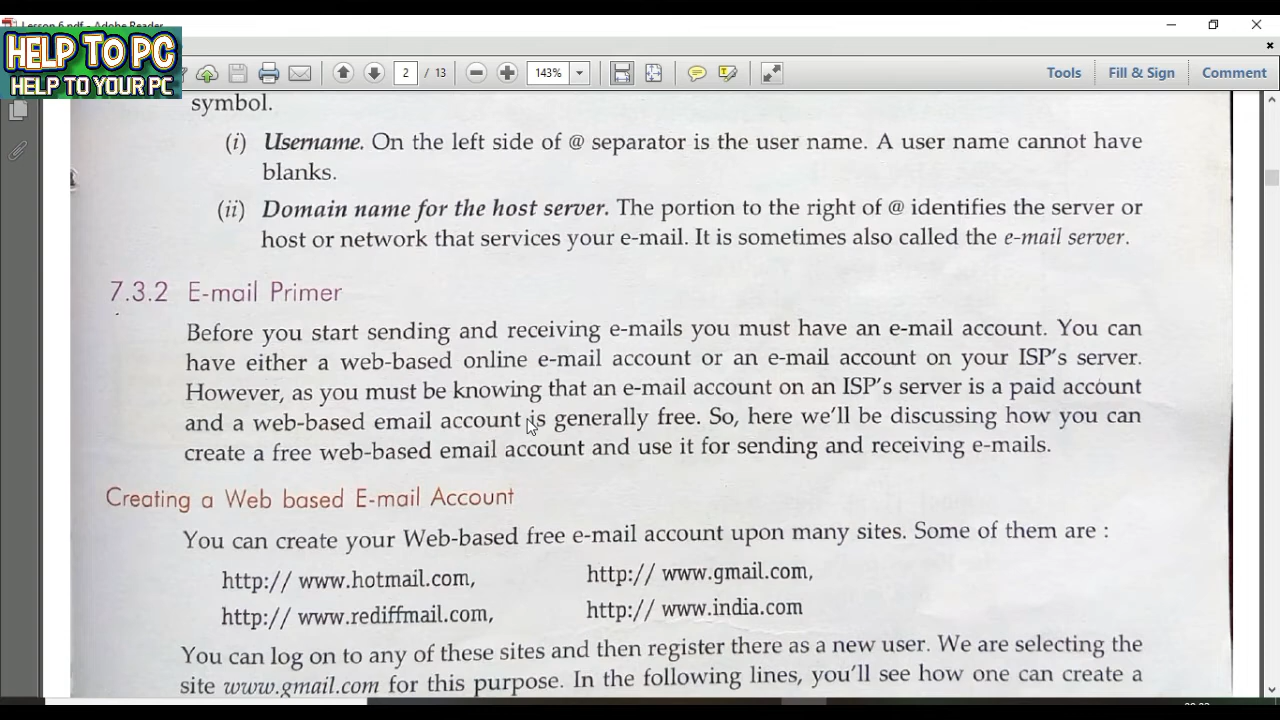 Lesson 6.pdf - Adobe Reader
HELP TO PC
HELP TO YOUR PC
2 / 13
143%
Tools
Fill & Sign
Comment
symbol.
(i) Username. On the left side of @ separator is the user name. A user name cannot have
blanks.
(ii) Domain name for the host server. The portion to the right of @ identifies the server or
host or network that services your e-mail. It is sometimes also called the e-mail server.
7.3.2 E-mail Primer
Before you start sending and receiving e-mails you must have an e-mail account. You can
have either a web-based online e-mail account or an e-mail account on your ISP's server.
However, as you must be knowing that an e-mail account on an ISP's server is a paid account
and a web-based email account is generally free. So, here we'll be discussing how you can
create a free web-based email account and use it for sending and receiving e-mails.
Creating a Web based E-mail Account
You can create your Web-based free e-mail account upon many sites. Some of them are :
http:// www.hotmail.com, http:// www.gmail.com,
http:// www.rediffmail.com, http:// www.india.com
You can log on to any of these sites and then register there as a new user. We are selecting the
site www.gmail.com for this purpose. In the following lines, you'll see how one can create a